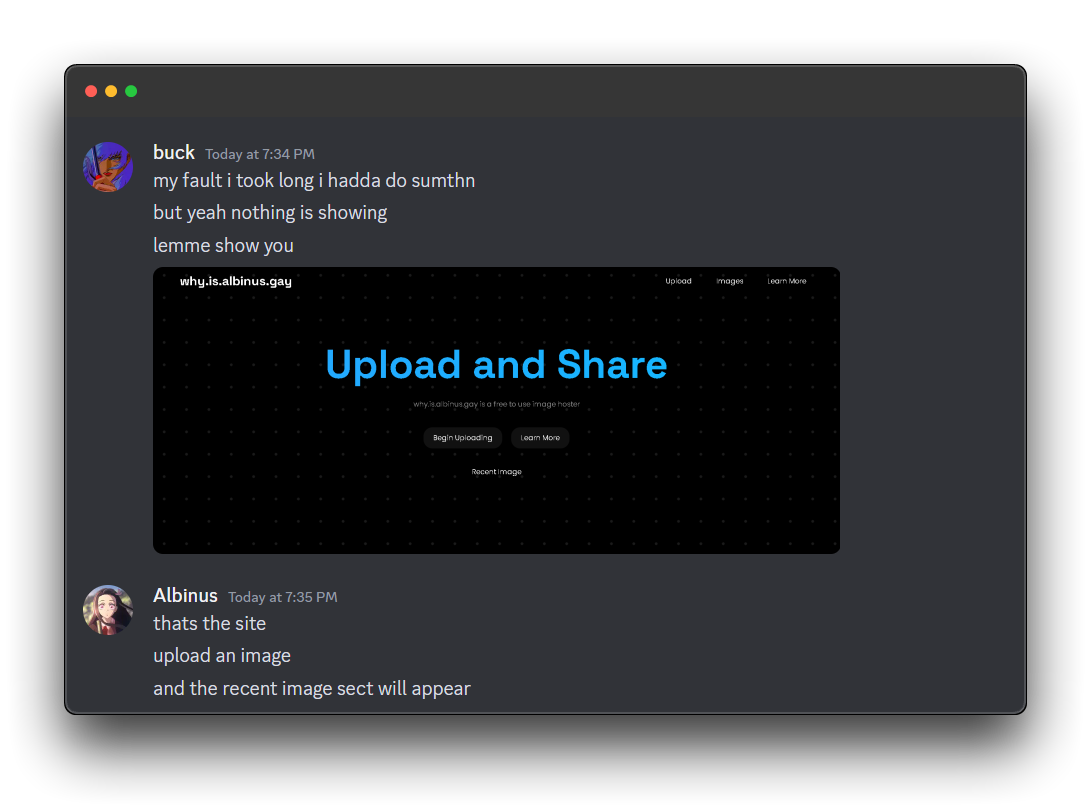 buck Today at 7:34 PM
my fault i took long i hadda do sumthn
but yeah nothing is showing
lemme show you
why.is.albinus.gay Upload Images Learn More
Upload and Share
why.is.albinus.gay is a free to use image hoster
Begin Uploading Learn More
Recent Image
Albinus Today at 7:35 PM
thats the site
upload an image
and the recent image sect will appear